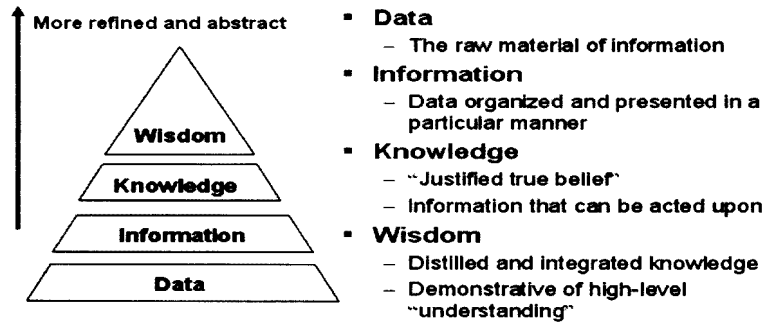 More refined and abstract
Wisdom
Knowledge
Information
Data
▪ Data
– The raw material of information
▪ Information
– Data organized and presented in a
particular manner
▪ Knowledge
– "Justified true belief"
– Information that can be acted upon
▪ Wisdom
– Distilled and integrated knowledge
– Demonstrative of high-level
"understanding"